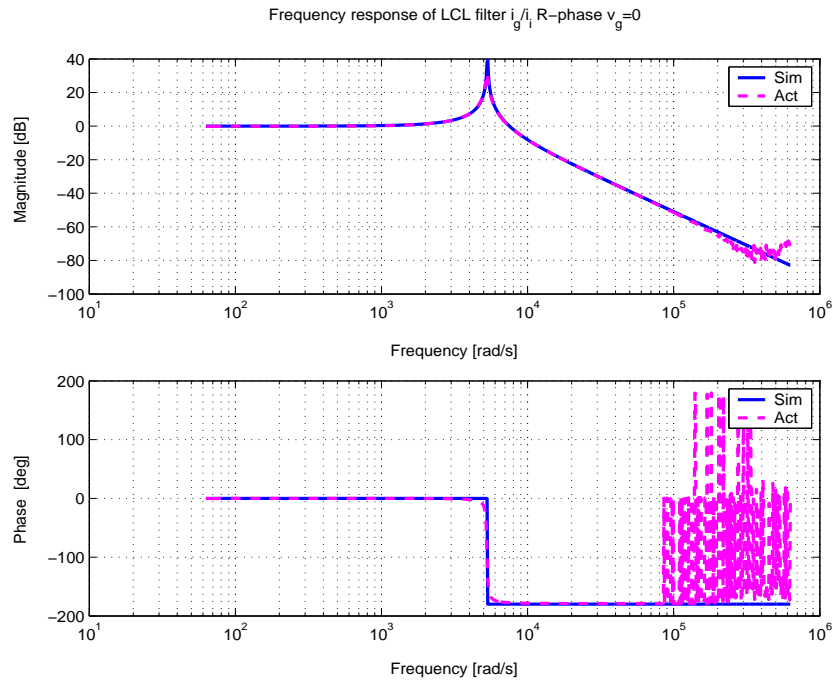 Frequency response of LCL filter i_g/i_i R−phase v_g=0
40
20
0
−20
−40
−60
−80
−100
Magnitude [dB]
Sim
Act
10^1 10^2 10^3 10^4 10^5 10^6
Frequency [rad/s]
200
100
0
−100
−200
Phase [deg]
Sim
Act
10^1 10^2 10^3 10^4 10^5 10^6
Frequency [rad/s]